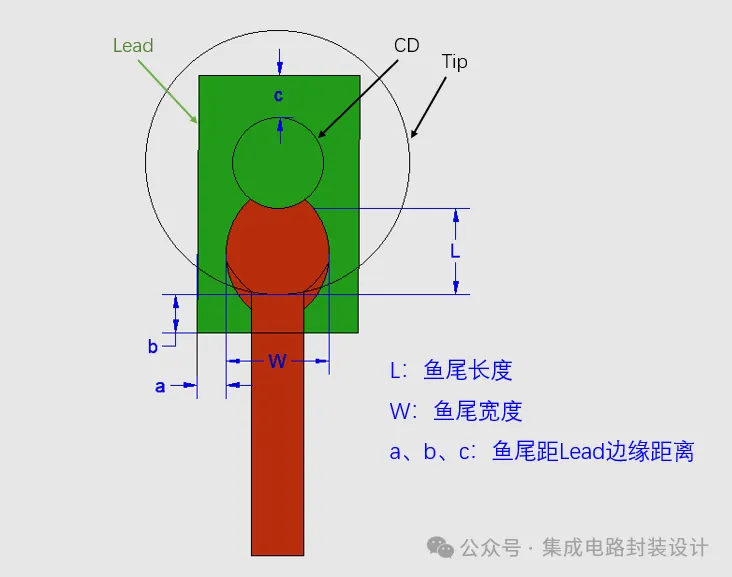 Lead
CD
Tip
c
L
b
W
a
L：鱼尾长度
W：鱼尾宽度
a、b、c：鱼尾距Lead边缘距离
公众号 · 集成电路封装设计